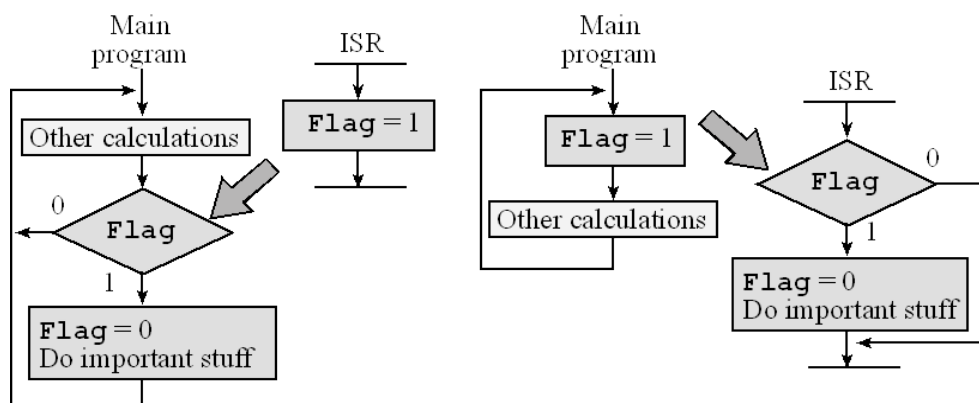 Main
program
ISR
Flag = 1
Other calculations
0
Flag
1
Flag = 0
Do important stuff
Main
program
ISR
Flag = 1
0
Flag
Other calculations
1
Flag = 0
Do important stuff